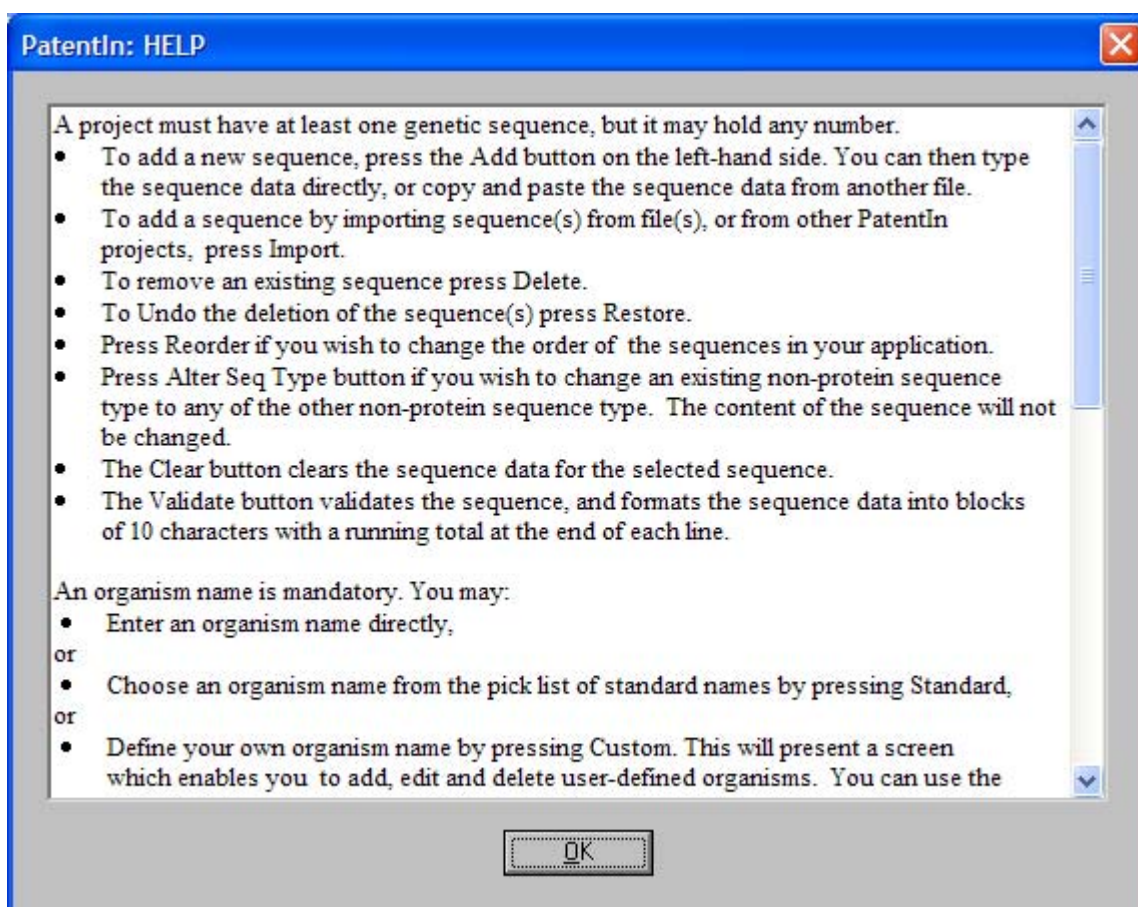 PatentIn: HELP
A project must have at least one genetic sequence, but it may hold any number.
• To add a new sequence, press the Add button on the left-hand side. You can then type
the sequence data directly, or copy and paste the sequence data from another file.
• To add a sequence by importing sequence(s) from file(s), or from other PatentIn
projects, press Import.
• To remove an existing sequence press Delete.
• To Undo the deletion of the sequence(s) press Restore.
• Press Reorder if you wish to change the order of the sequences in your application.
• Press Alter Seq Type button if you wish to change an existing non-protein sequence
type to any of the other non-protein sequence type. The content of the sequence will not
be changed.
• The Clear button clears the sequence data for the selected sequence.
• The Validate button validates the sequence, and formats the sequence data into blocks
of 10 characters with a running total at the end of each line.
An organism name is mandatory. You may:
• Enter an organism name directly,
or
• Choose an organism name from the pick list of standard names by pressing Standard,
or
• Define your own organism name by pressing Custom. This will present a screen
which enables you to add, edit and delete user-defined organisms. You can use the
OK